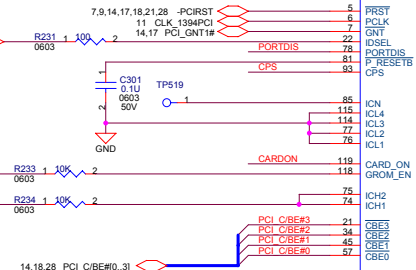 7,9,14,17,18,21,28 -PCIRST 5 PRST
11 CLK_1394PCI 6 PCLK
14,17 PCI_GNT1# 7 GNT
R231 1 100 2 22 IDSEL
0603 PORTDIS 78 PORTDIS
81 P_RESETB
CPS 93 CPS
1
C301
0.1U
0603
50V
2
TP519
1 85 ICN
115 ICL4
114 ICL3
77 ICL2
76 ICL1
GND
CARDON 119 CARD_ON
R233 1 10K 2 118 GROM_EN
0603
75 ICH2
R234 1 10K 2 74 ICH1
0603
PCI_C/BE#3 21 CBE3
PCI_C/BE#2 34 CBE2
PCI_C/BE#1 45 CBE1
PCI_C/BE#0 57 CBE0
14,18,28 PCI_C/BE#[0..3]